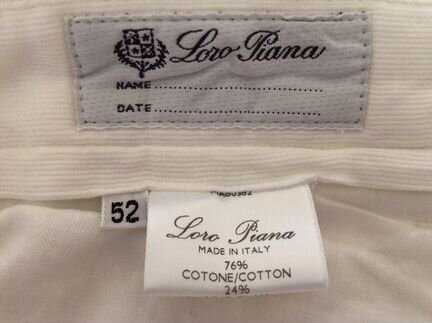 Loro Piana
NAME
DATE
52
Loro Piana
MADE IN ITALY
76%
COTONE/COTTON
24%